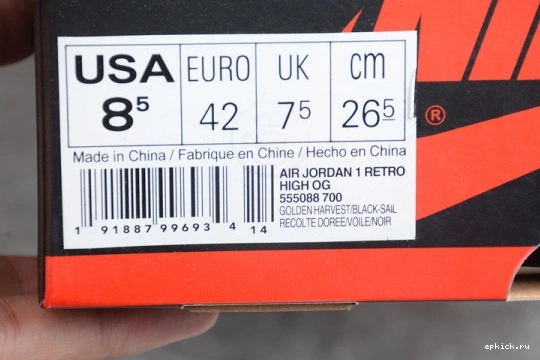 USA EURO UK cm
8⁵ 42 7⁵ 26⁵
Made in China / Fabrique en Chine / Hecho en China
AIR JORDAN 1 RETRO
HIGH OG
555088 700
GOLDEN HARVEST/BLACK-SAIL
RECOLTE DOREE/VOILE/NOIR
1 91887 99693 4 14
®
epkick.ru